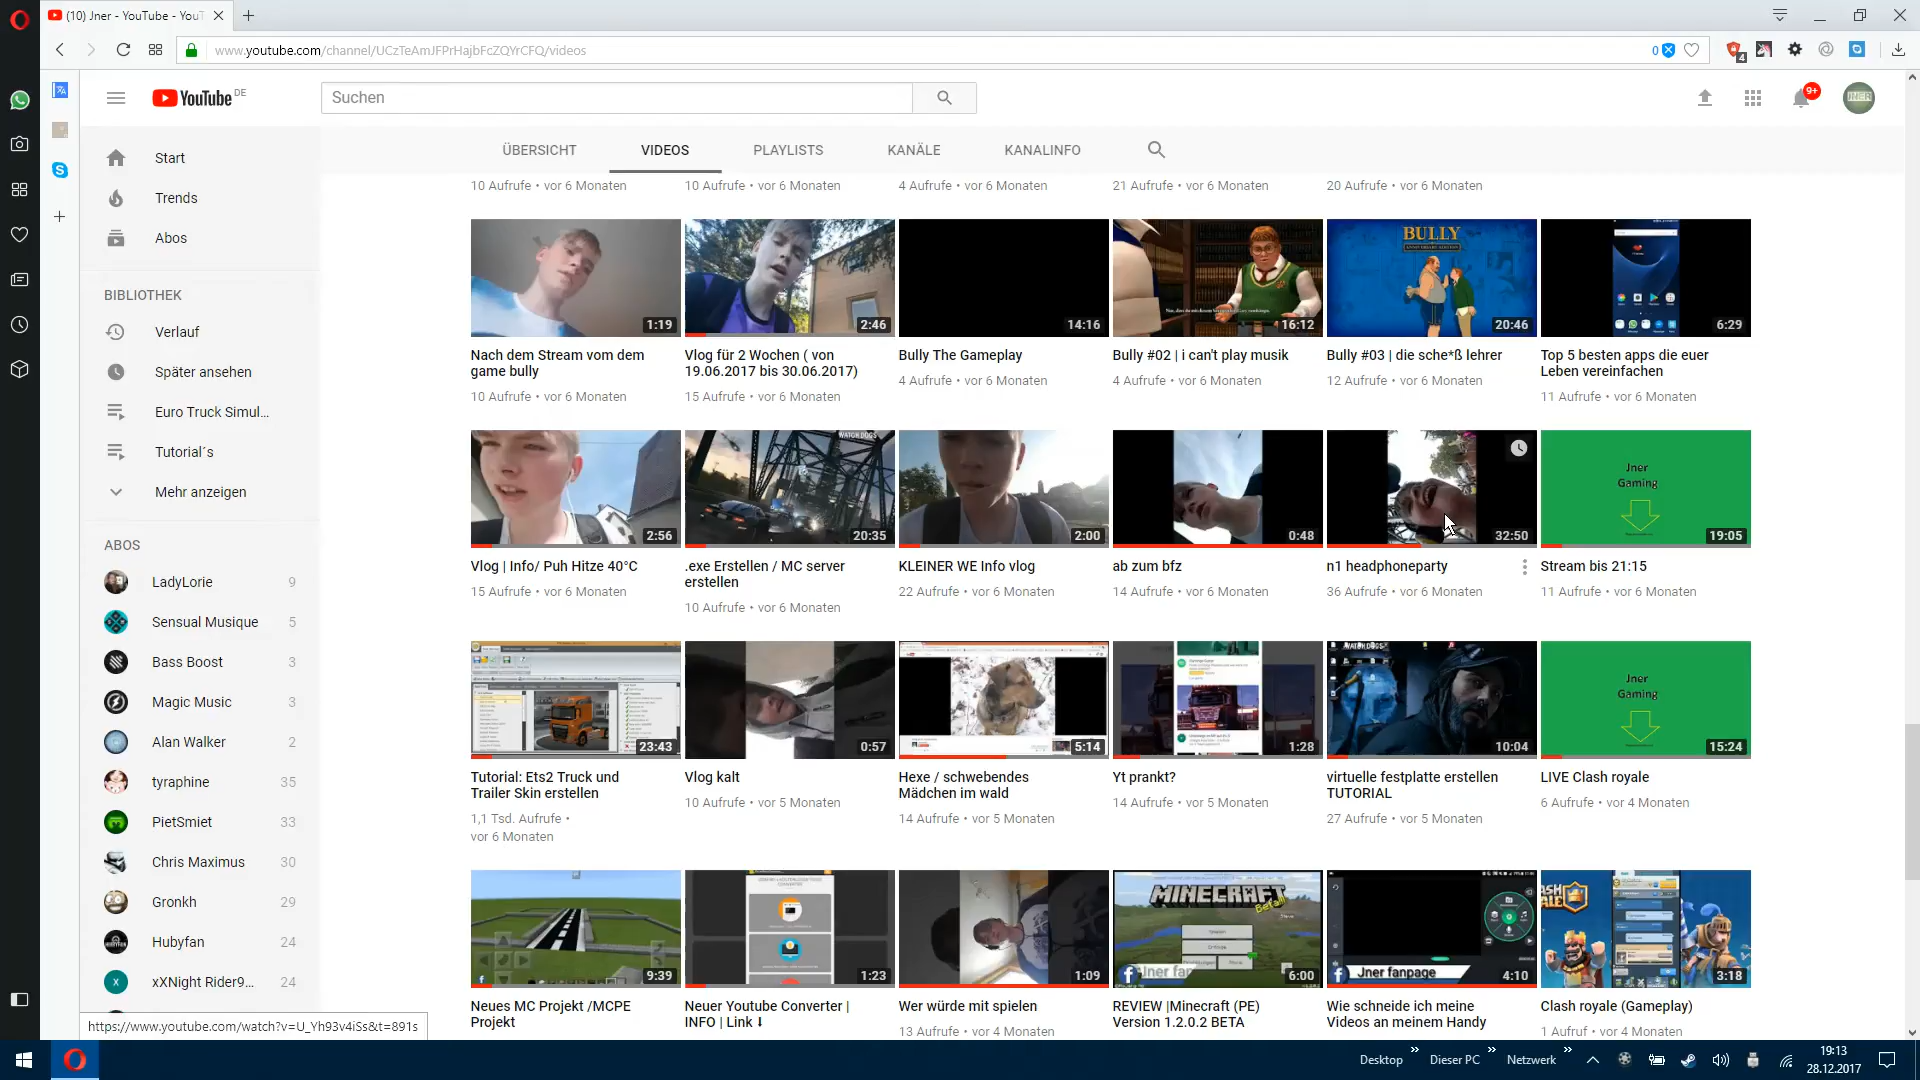 (10) Jner - YouTube - YouT
www.youtube.com/channel/UCzTeAmJFPrHajbFcZQYrCFQ/videos
0
4
YouTube DE
Suchen
9+
JNER
ÜBERSICHT
VIDEOS
PLAYLISTS
KANÄLE
KANALINFO
Start
Trends
Abos
BIBLIOTHEK
Verlauf
Später ansehen
Euro Truck Simul...
Tutorial´s
Mehr anzeigen
ABOS
LadyLorie 9
Sensual Musique 5
Bass Boost 3
Magic Music 3
Alan Walker 2
tyraphine 35
PietSmiet 33
Chris Maximus 30
Gronkh 29
Hubyfan 24
xXNight Rider9... 24
10 Aufrufe • vor 6 Monaten
10 Aufrufe • vor 6 Monaten
4 Aufrufe • vor 6 Monaten
21 Aufrufe • vor 6 Monaten
20 Aufrufe • vor 6 Monaten
1:19
Nach dem Stream vom dem
game bully
10 Aufrufe • vor 6 Monaten
2:46
Vlog für 2 Wochen ( von
19.06.2017 bis 30.06.2017)
15 Aufrufe • vor 6 Monaten
14:16
Bully The Gameplay
4 Aufrufe • vor 6 Monaten
16:12
Bully #02 | i can't play musik
4 Aufrufe • vor 6 Monaten
BULLY
20:46
Bully #03 | die sche*ß lehrer
12 Aufrufe • vor 6 Monaten
6:29
Top 5 besten apps die euer
Leben vereinfachen
11 Aufrufe • vor 6 Monaten
2:56
Vlog | Info/ Puh Hitze 40°C
15 Aufrufe • vor 6 Monaten
WATCH DOGS
20:35
.exe Erstellen / MC server
erstellen
10 Aufrufe • vor 6 Monaten
2:00
KLEINER WE Info vlog
22 Aufrufe • vor 6 Monaten
0:48
ab zum bfz
14 Aufrufe • vor 6 Monaten
32:50
n1 headphoneparty
36 Aufrufe • vor 6 Monaten
Jner
Gaming
19:05
Stream bis 21:15
11 Aufrufe • vor 6 Monaten
23:43
Tutorial: Ets2 Truck und
Trailer Skin erstellen
1,1 Tsd. Aufrufe •
vor 6 Monaten
0:57
Vlog kalt
10 Aufrufe • vor 5 Monaten
5:14
Hexe / schwebendes
Mädchen im wald
14 Aufrufe • vor 5 Monaten
1:28
Yt prankt?
14 Aufrufe • vor 5 Monaten
WATCH DOGS
10:04
virtuelle festplatte erstellen
TUTORIAL
27 Aufrufe • vor 5 Monaten
Jner
Gaming
15:24
LIVE Clash royale
6 Aufrufe • vor 4 Monaten
9:39
Neues MC Projekt /MCPE
Projekt
1:23
Neuer Youtube Converter |
INFO | Link ⬇
1:09
Wer würde mit spielen
13 Aufrufe • vor 4 Monaten
MINECRAFT
Jner fan
6:00
REVIEW |Minecraft (PE)
Version 1.2.0.2 BETA
Jner fanpage
4:10
Wie schneide ich meine
Videos an meinem Handy
3:18
Clash royale (Gameplay)
1 Aufruf • vor 4 Monaten
https://www.youtube.com/watch?v=U_Yh93v4iSs&t=891s
Desktop
Dieser PC
Netzwerk
19:13
28.12.2017